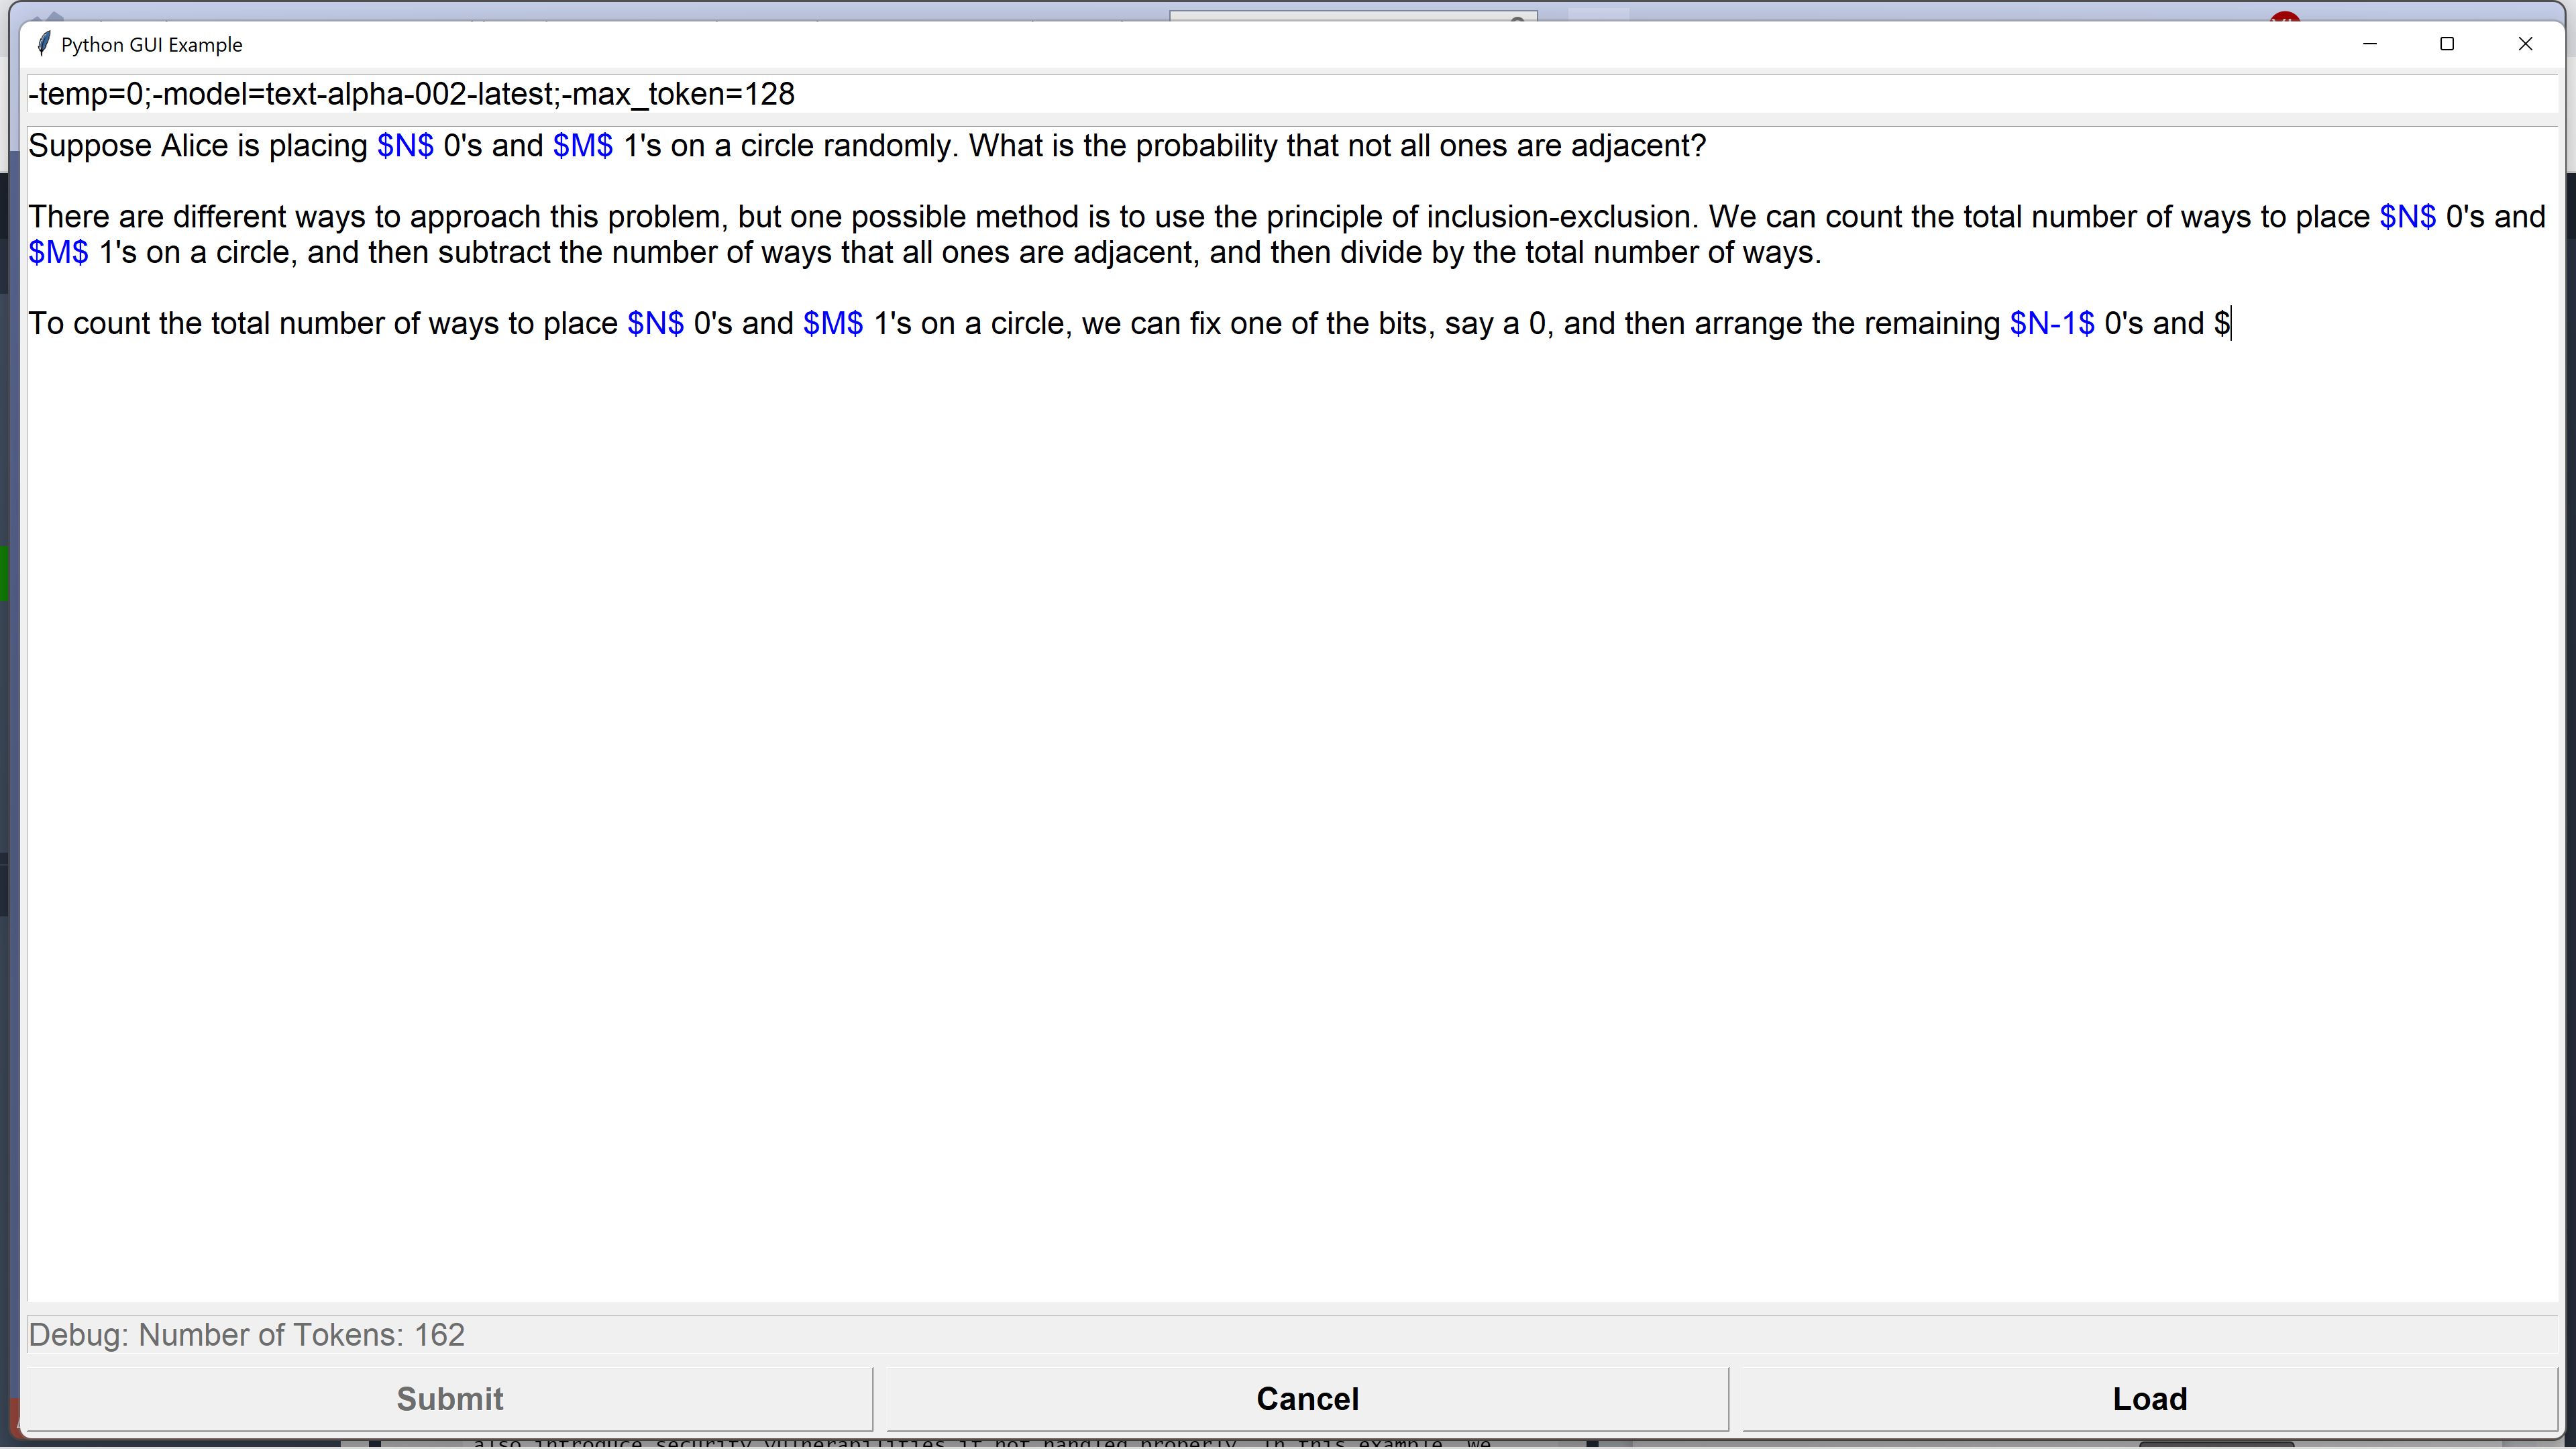 Python GUI Example
-temp=0;-model=text-alpha-002-latest;-max_token=128
Suppose Alice is placing $N$ 0's and $M$ 1's on a circle randomly. What is the probability that not all ones are adjacent?
There are different ways to approach this problem, but one possible method is to use the principle of inclusion-exclusion. We can count the total number of ways to place $N$ 0's and
$M$ 1's on a circle, and then subtract the number of ways that all ones are adjacent, and then divide by the total number of ways.
To count the total number of ways to place $N$ 0's and $M$ 1's on a circle, we can fix one of the bits, say a 0, and then arrange the remaining $N-1$ 0's and $
Debug: Number of Tokens: 162
Submit
Cancel
Load
also introduce security vulnerabilities if not handled properly. In this example, we